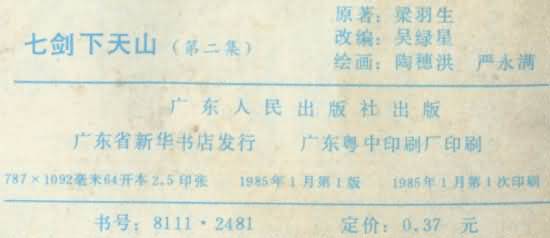 原著：梁羽生
七剑下天山（第二集） 改编：吴绿星
绘画：陶穗洪 严永满
广东人民出版社出版
广东省新华书店发行 广东粤中印刷厂印刷
787×1092毫米64开本2.5印张 1985年1月第1版 1985年1月第1次印刷
书号：8111·2481 定价：0.37 元